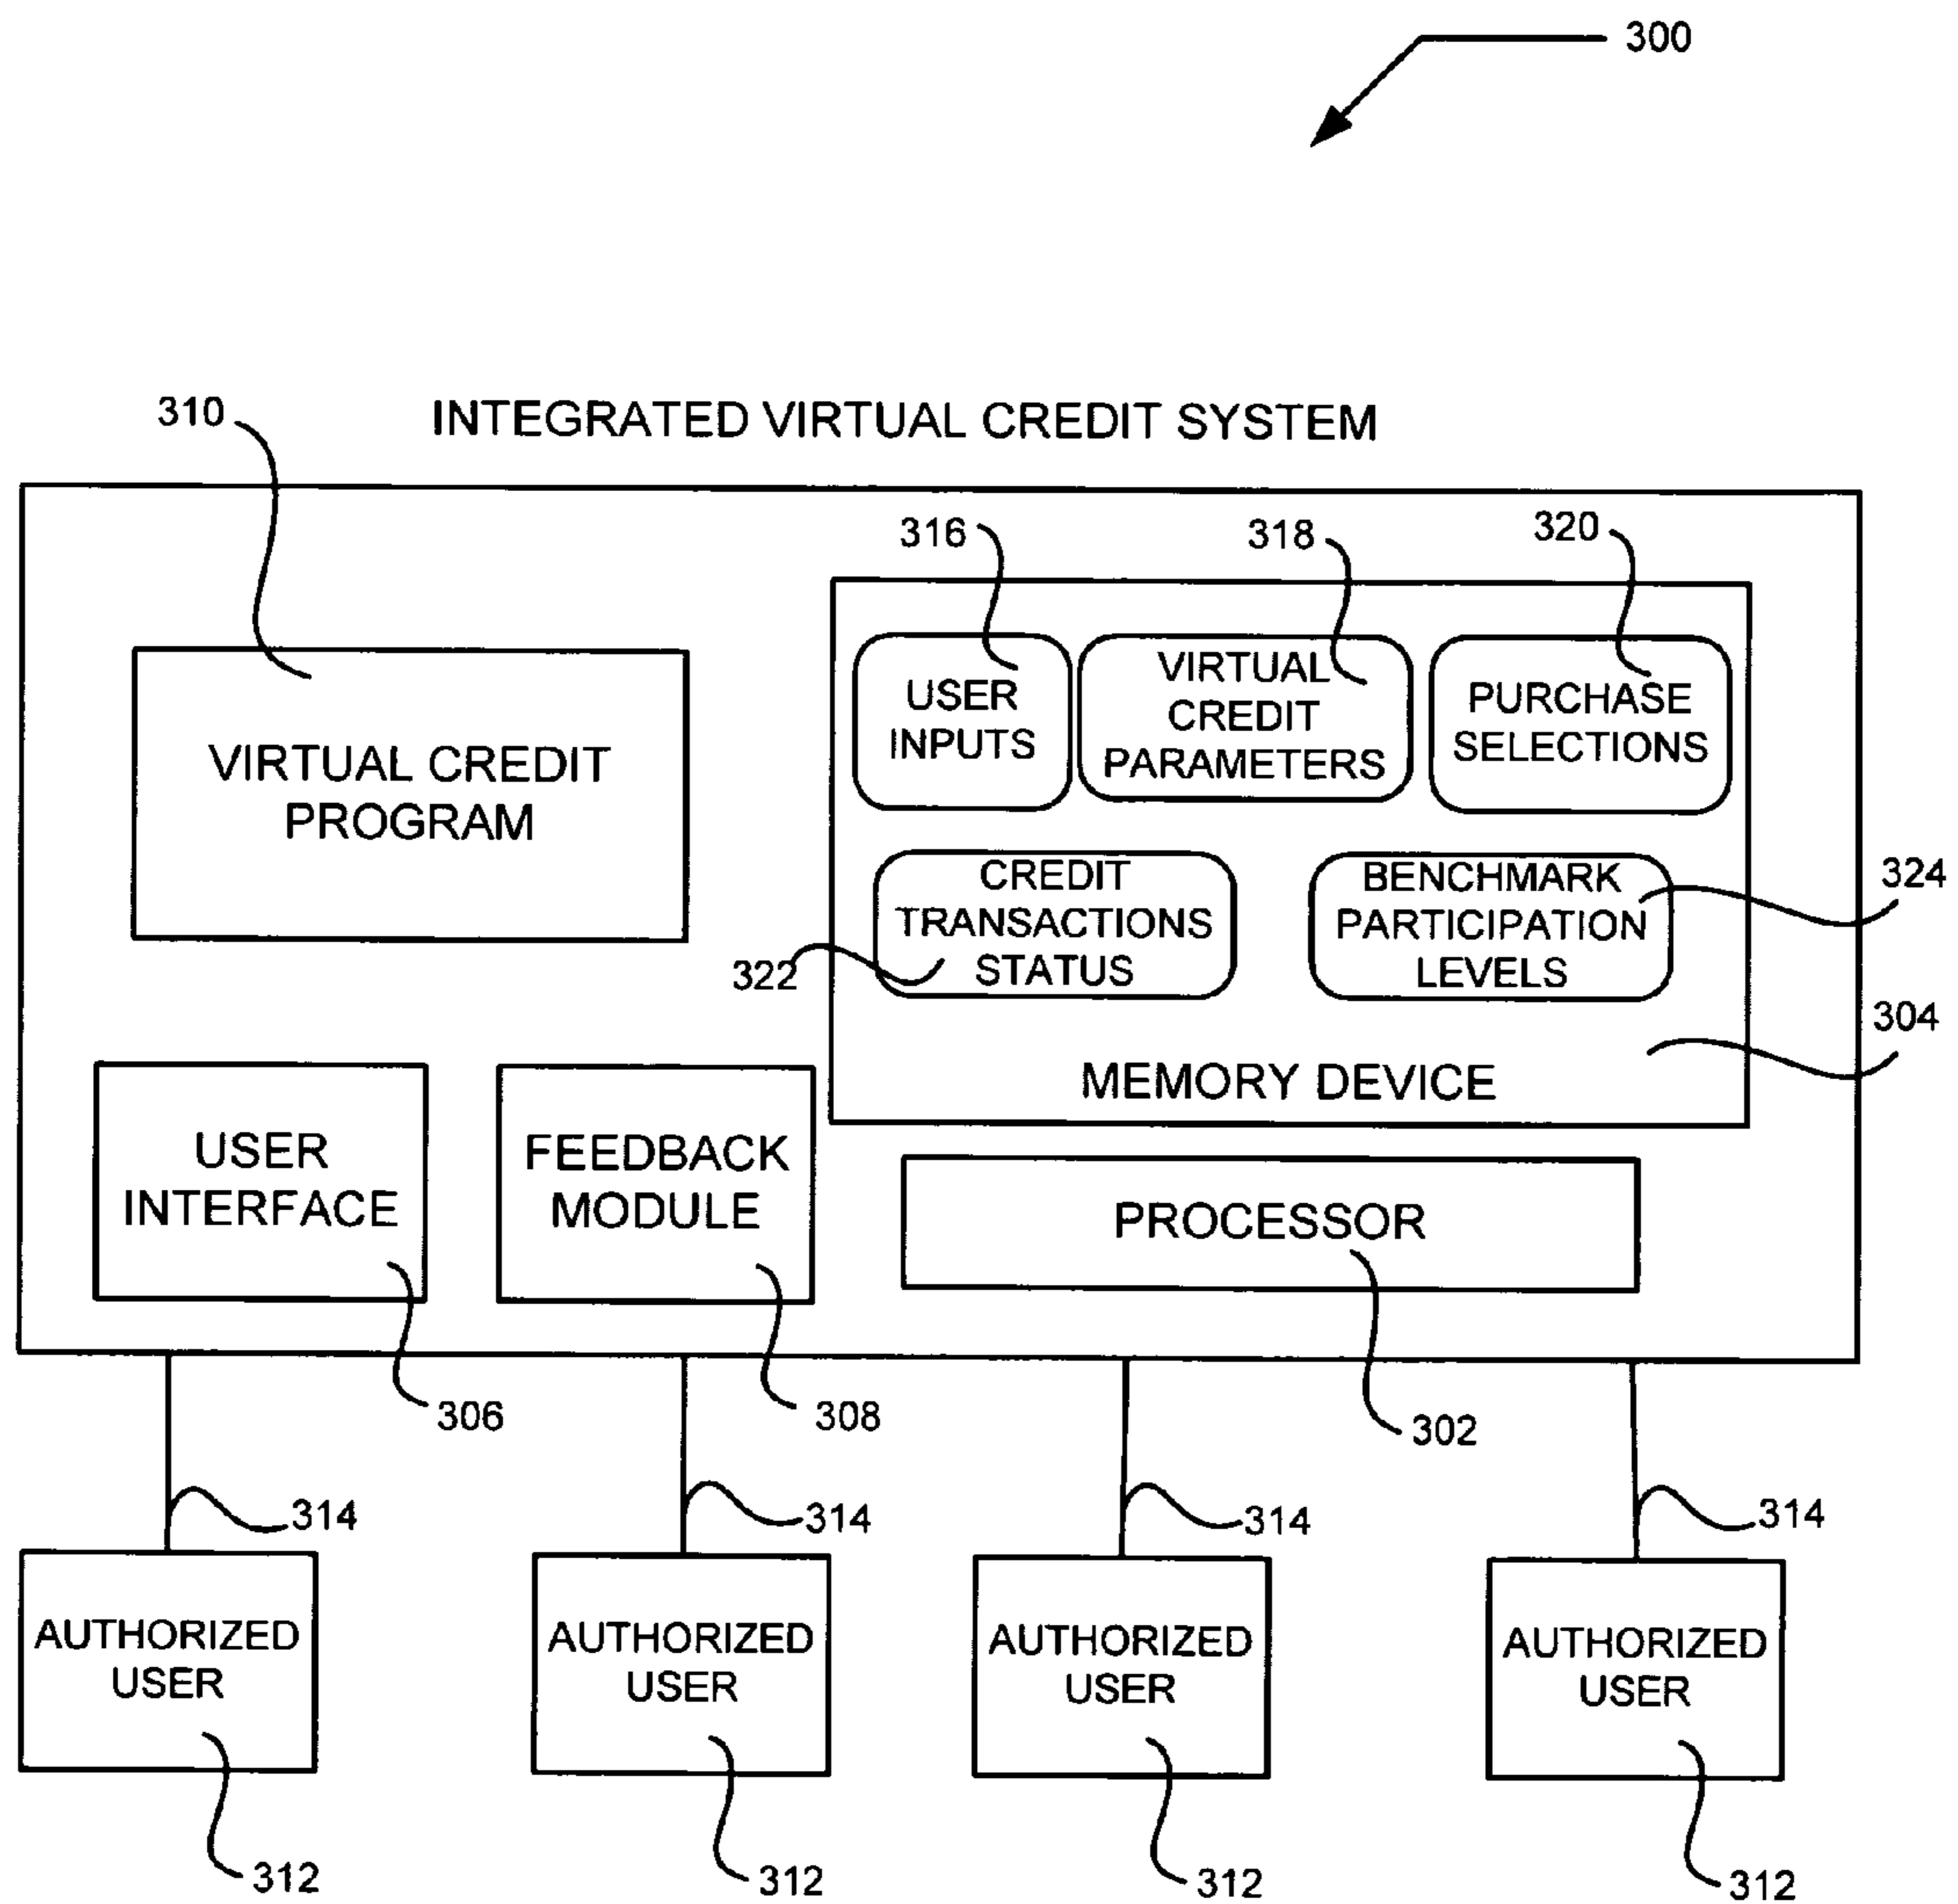 300
310
INTEGRATED VIRTUAL CREDIT SYSTEM
316
318
320
VIRTUAL CREDIT
PROGRAM
USER
INPUTS
VIRTUAL
CREDIT
PARAMETERS
PURCHASE
SELECTIONS
CREDIT
TRANSACTIONS
STATUS
322
BENCHMARK
PARTICIPATION
LEVELS
324
304
MEMORY DEVICE
USER
INTERFACE
FEEDBACK
MODULE
PROCESSOR
306
308
302
314
314
314
314
AUTHORIZED
USER
AUTHORIZED
USER
AUTHORIZED
USER
AUTHORIZED
USER
312
312
312
312